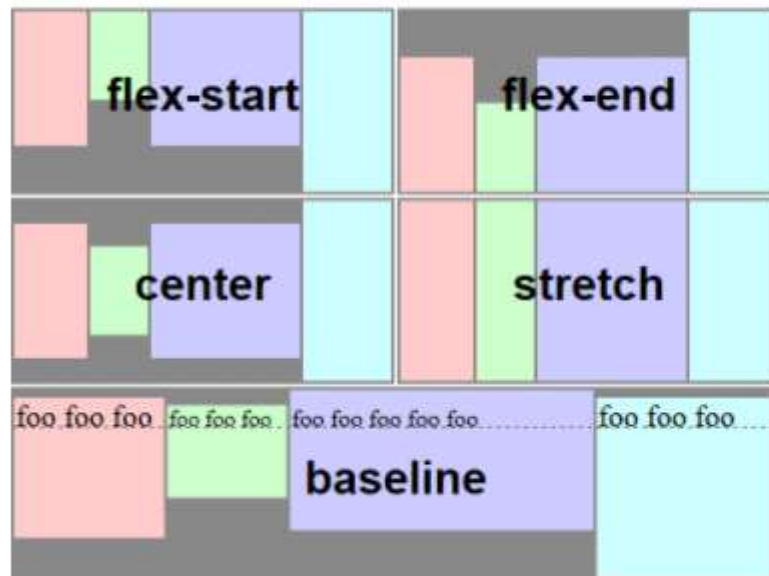 flex-start
flex-end
center
stretch
foo foo foo
foo foo foo
foo foo foo foo foo
foo foo foo
baseline